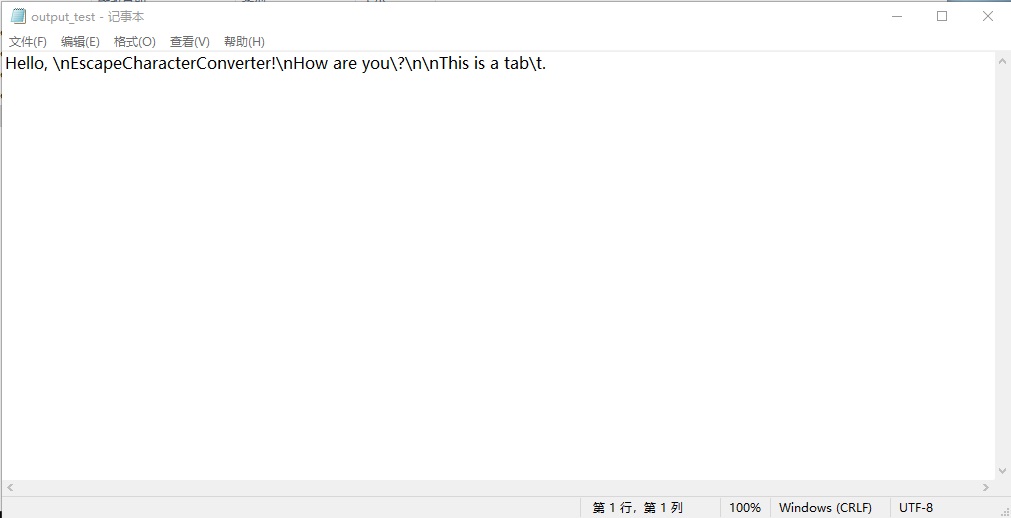 output_test - 记事本
文件(F) 编辑(E) 格式(O) 查看(V) 帮助(H)
Hello, \nEscapeCharacterConverter!\nHow are you\?\n\nThis is a tab\t.
第 1 行，第 1 列 100% Windows (CRLF) UTF-8